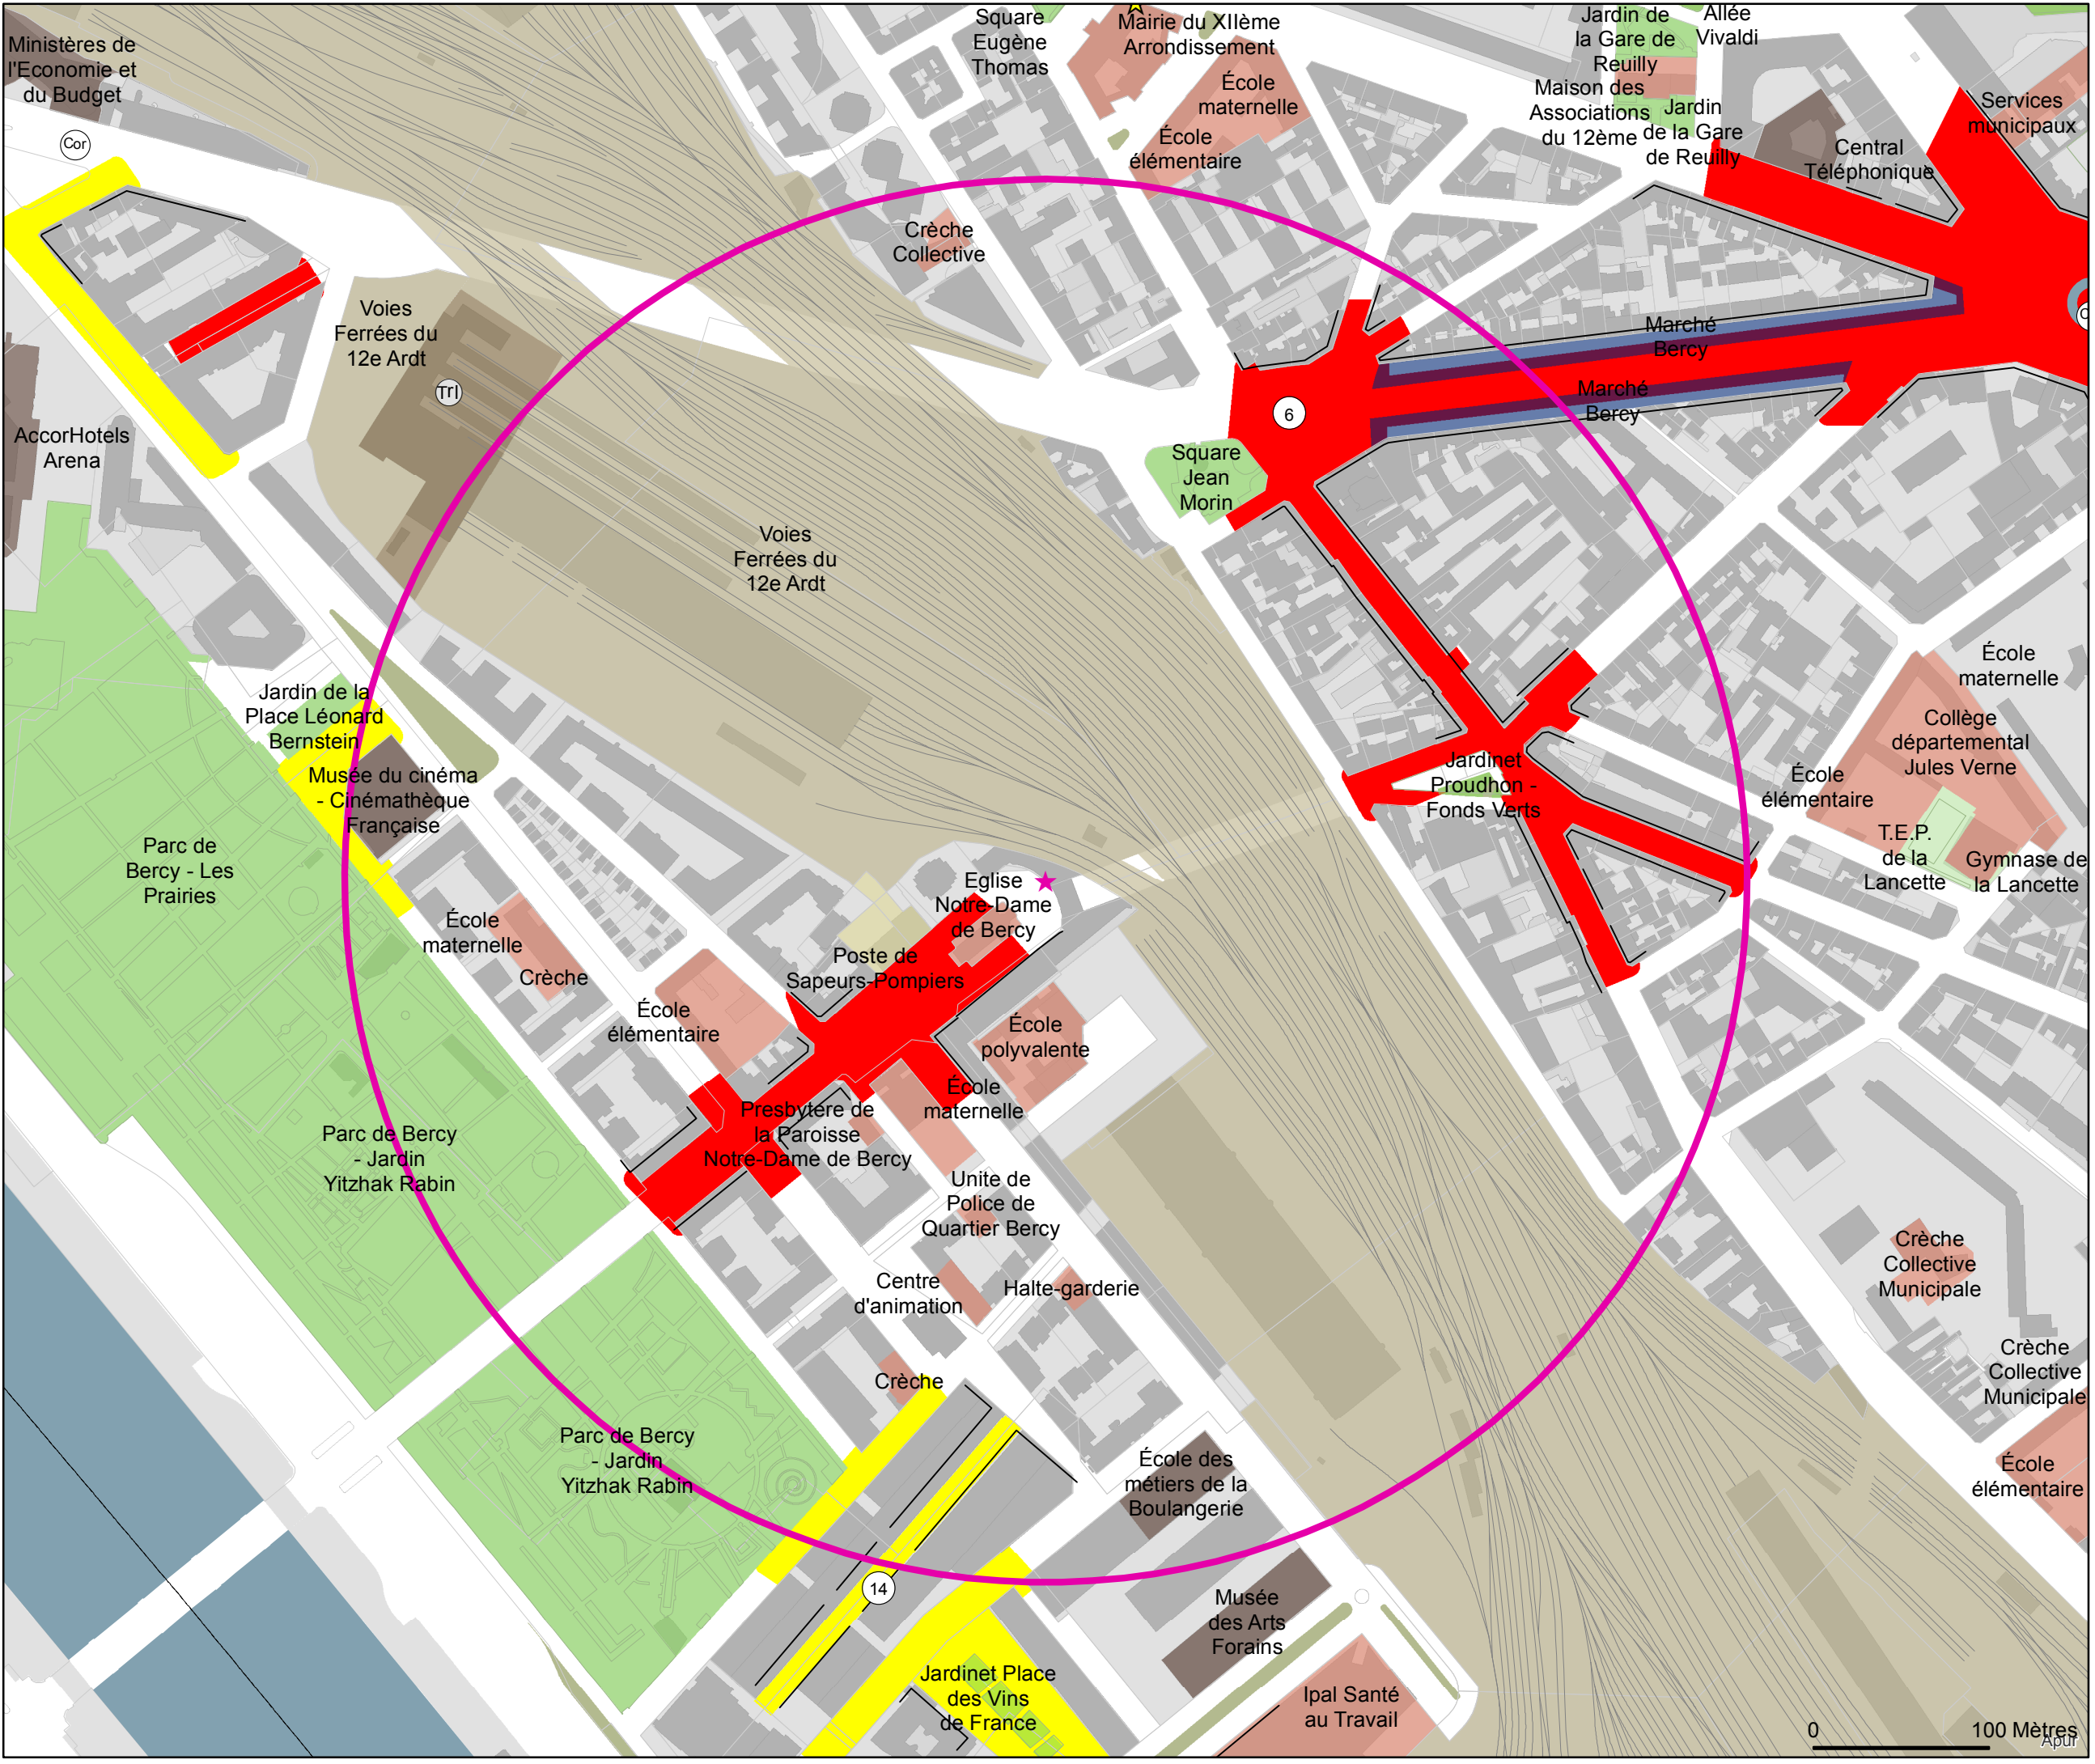 Ministères de
l'Economie et
du Budget
Cor
Square
Eugène
Thomas
Mairie du XIIème
Arrondissement
École
maternelle
École
élémentaire
Jardin de
la Gare de
Reuilly
Allée
Vivaldi
Maison des
Associations
du 12ème
Jardin
de la Gare
de Reuilly
Central
Téléphonique
Services
municipaux
Crèche
Collective
Voies
Ferrées du
12e Ardt
TrI
Marché
Bercy
Marché
Bercy
6
AccorHotels
Arena
Square
Jean
Morin
Voies
Ferrées du
12e Ardt
Jardin de la
Place Léonard
Bernstein
Musée du cinéma
- Cinémathèque
Française
Jardinet
Proudhon -
Fonds Verts
École
maternelle
Collège
départemental
Jules Verne
École
élémentaire
T.E.P.
de la
Lancette
Gymnase de
la Lancette
Parc de
Bercy - Les
Prairies
École
maternelle
Crèche
Eglise
Notre-Dame
de Bercy
Poste de
Sapeurs-Pompiers
École
élémentaire
École
polyvalente
École
maternelle
Presbytère de
la Paroisse
Notre-Dame de Bercy
Parc de Bercy
- Jardin
Yitzhak Rabin
Unite de
Police de
Quartier Bercy
Centre
d'animation
Halte-garderie
Crèche
Collective
Municipale
Crèche
Collective
Municipale
Crèche
Parc de Bercy
- Jardin
Yitzhak Rabin
École des
métiers de la
Boulangerie
École
élémentaire
14
Musée
des Arts
Forains
Jardinet Place
des Vins
de France
Ipal Santé
au Travail
0 100 Mètres
Apur